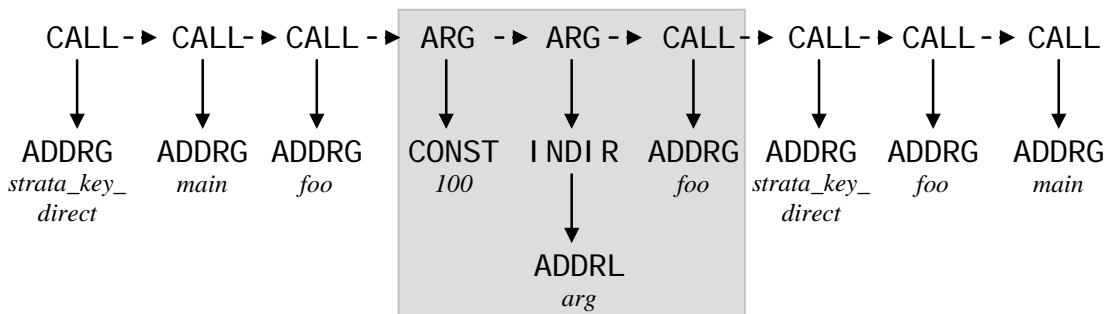 CALL CALL CALL ARG ARG CALL CALL CALL CALL
ADDRG ADDRG ADDRG CONST INDIR ADDRG ADDRG ADDRG ADDRG
strata_key_ main foo 100 foo strata_key_ foo main
direct direct
ADDRL
arg